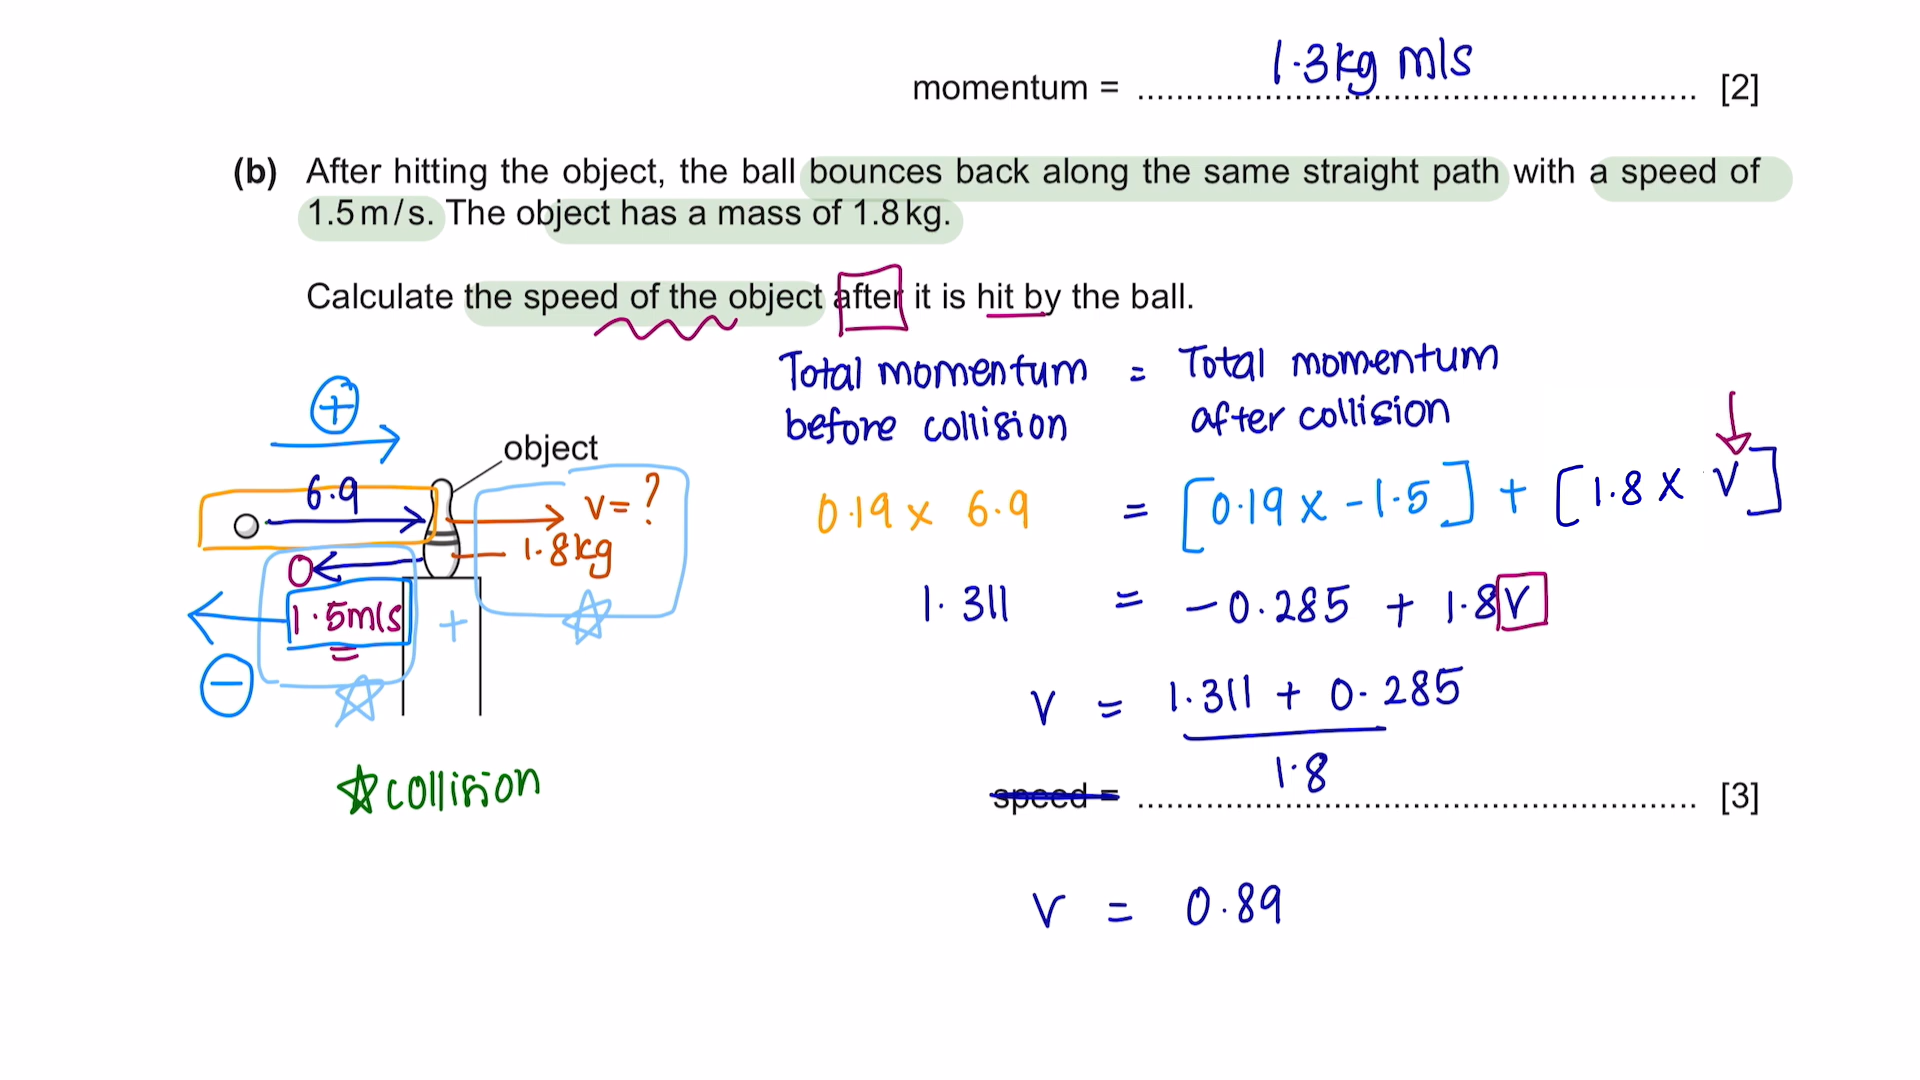 momentum = 1.3kg m/s [2]
(b) After hitting the object, the ball bounces back along the same straight path with a speed of
1.5 m/s. The object has a mass of 1.8 kg.
Calculate the speed of the object after it is hit by the ball.
Total momentum before collision = Total momentum after collision
+
object
6.9
v= ?
1.8kg
1.5m/s
+
−
☆collision
0.19 x 6.9 = [0.19 x -1.5] + [1.8 x v]
1.311 = -0.285 + 1.8v
v = 1.311 + 0.285
1.8
speed = [3]
v = 0.89